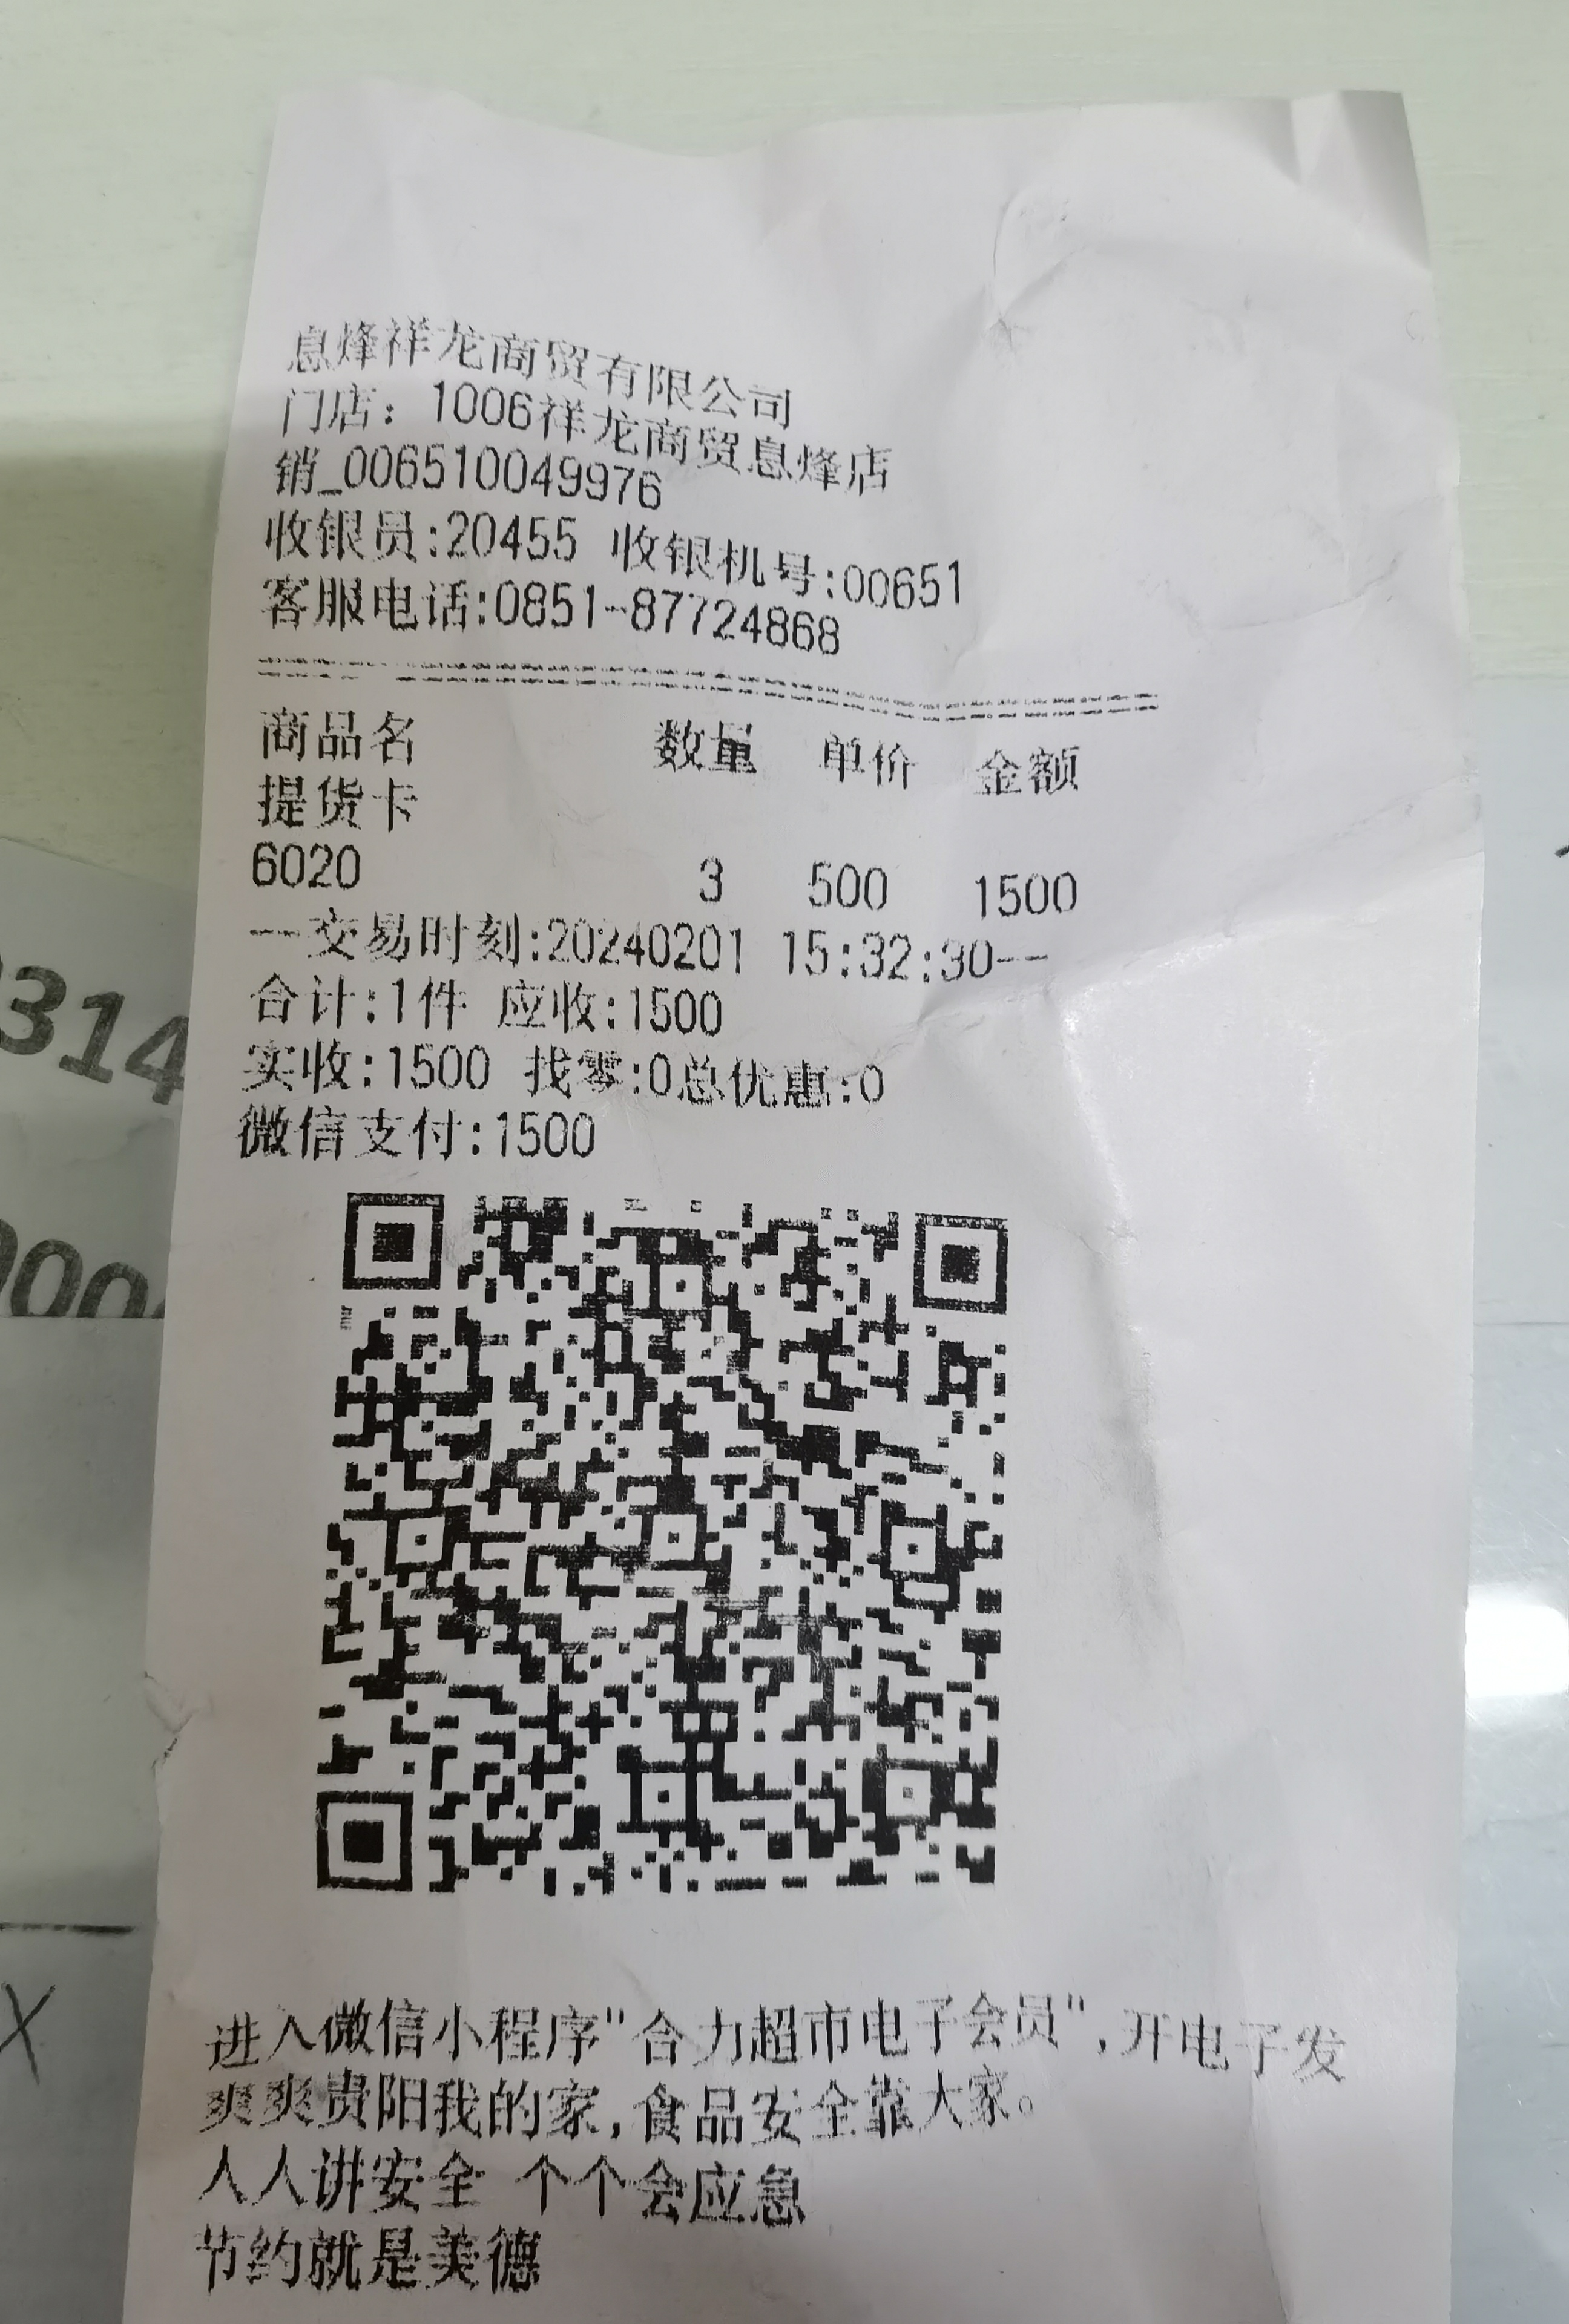 息烽祥龙商贸有限公司
门店：1006祥龙商贸息烽店
销_006510049976
收银员:20455 收银机号:00651
客服电话:0851-87724868
商品名 数量 单价 金额
提货卡
6020 3 500 1500
--交易时刻:20240201 15:32:30--
合计:1件 应收:1500
实收:1500 找零:0总优惠:0
微信支付:1500
进入微信小程序"合力超市电子会员",开电子发
爽爽贵阳我的家,食品安全靠大家。
人人讲安全 个个会应急
节约就是美德
314
000
X